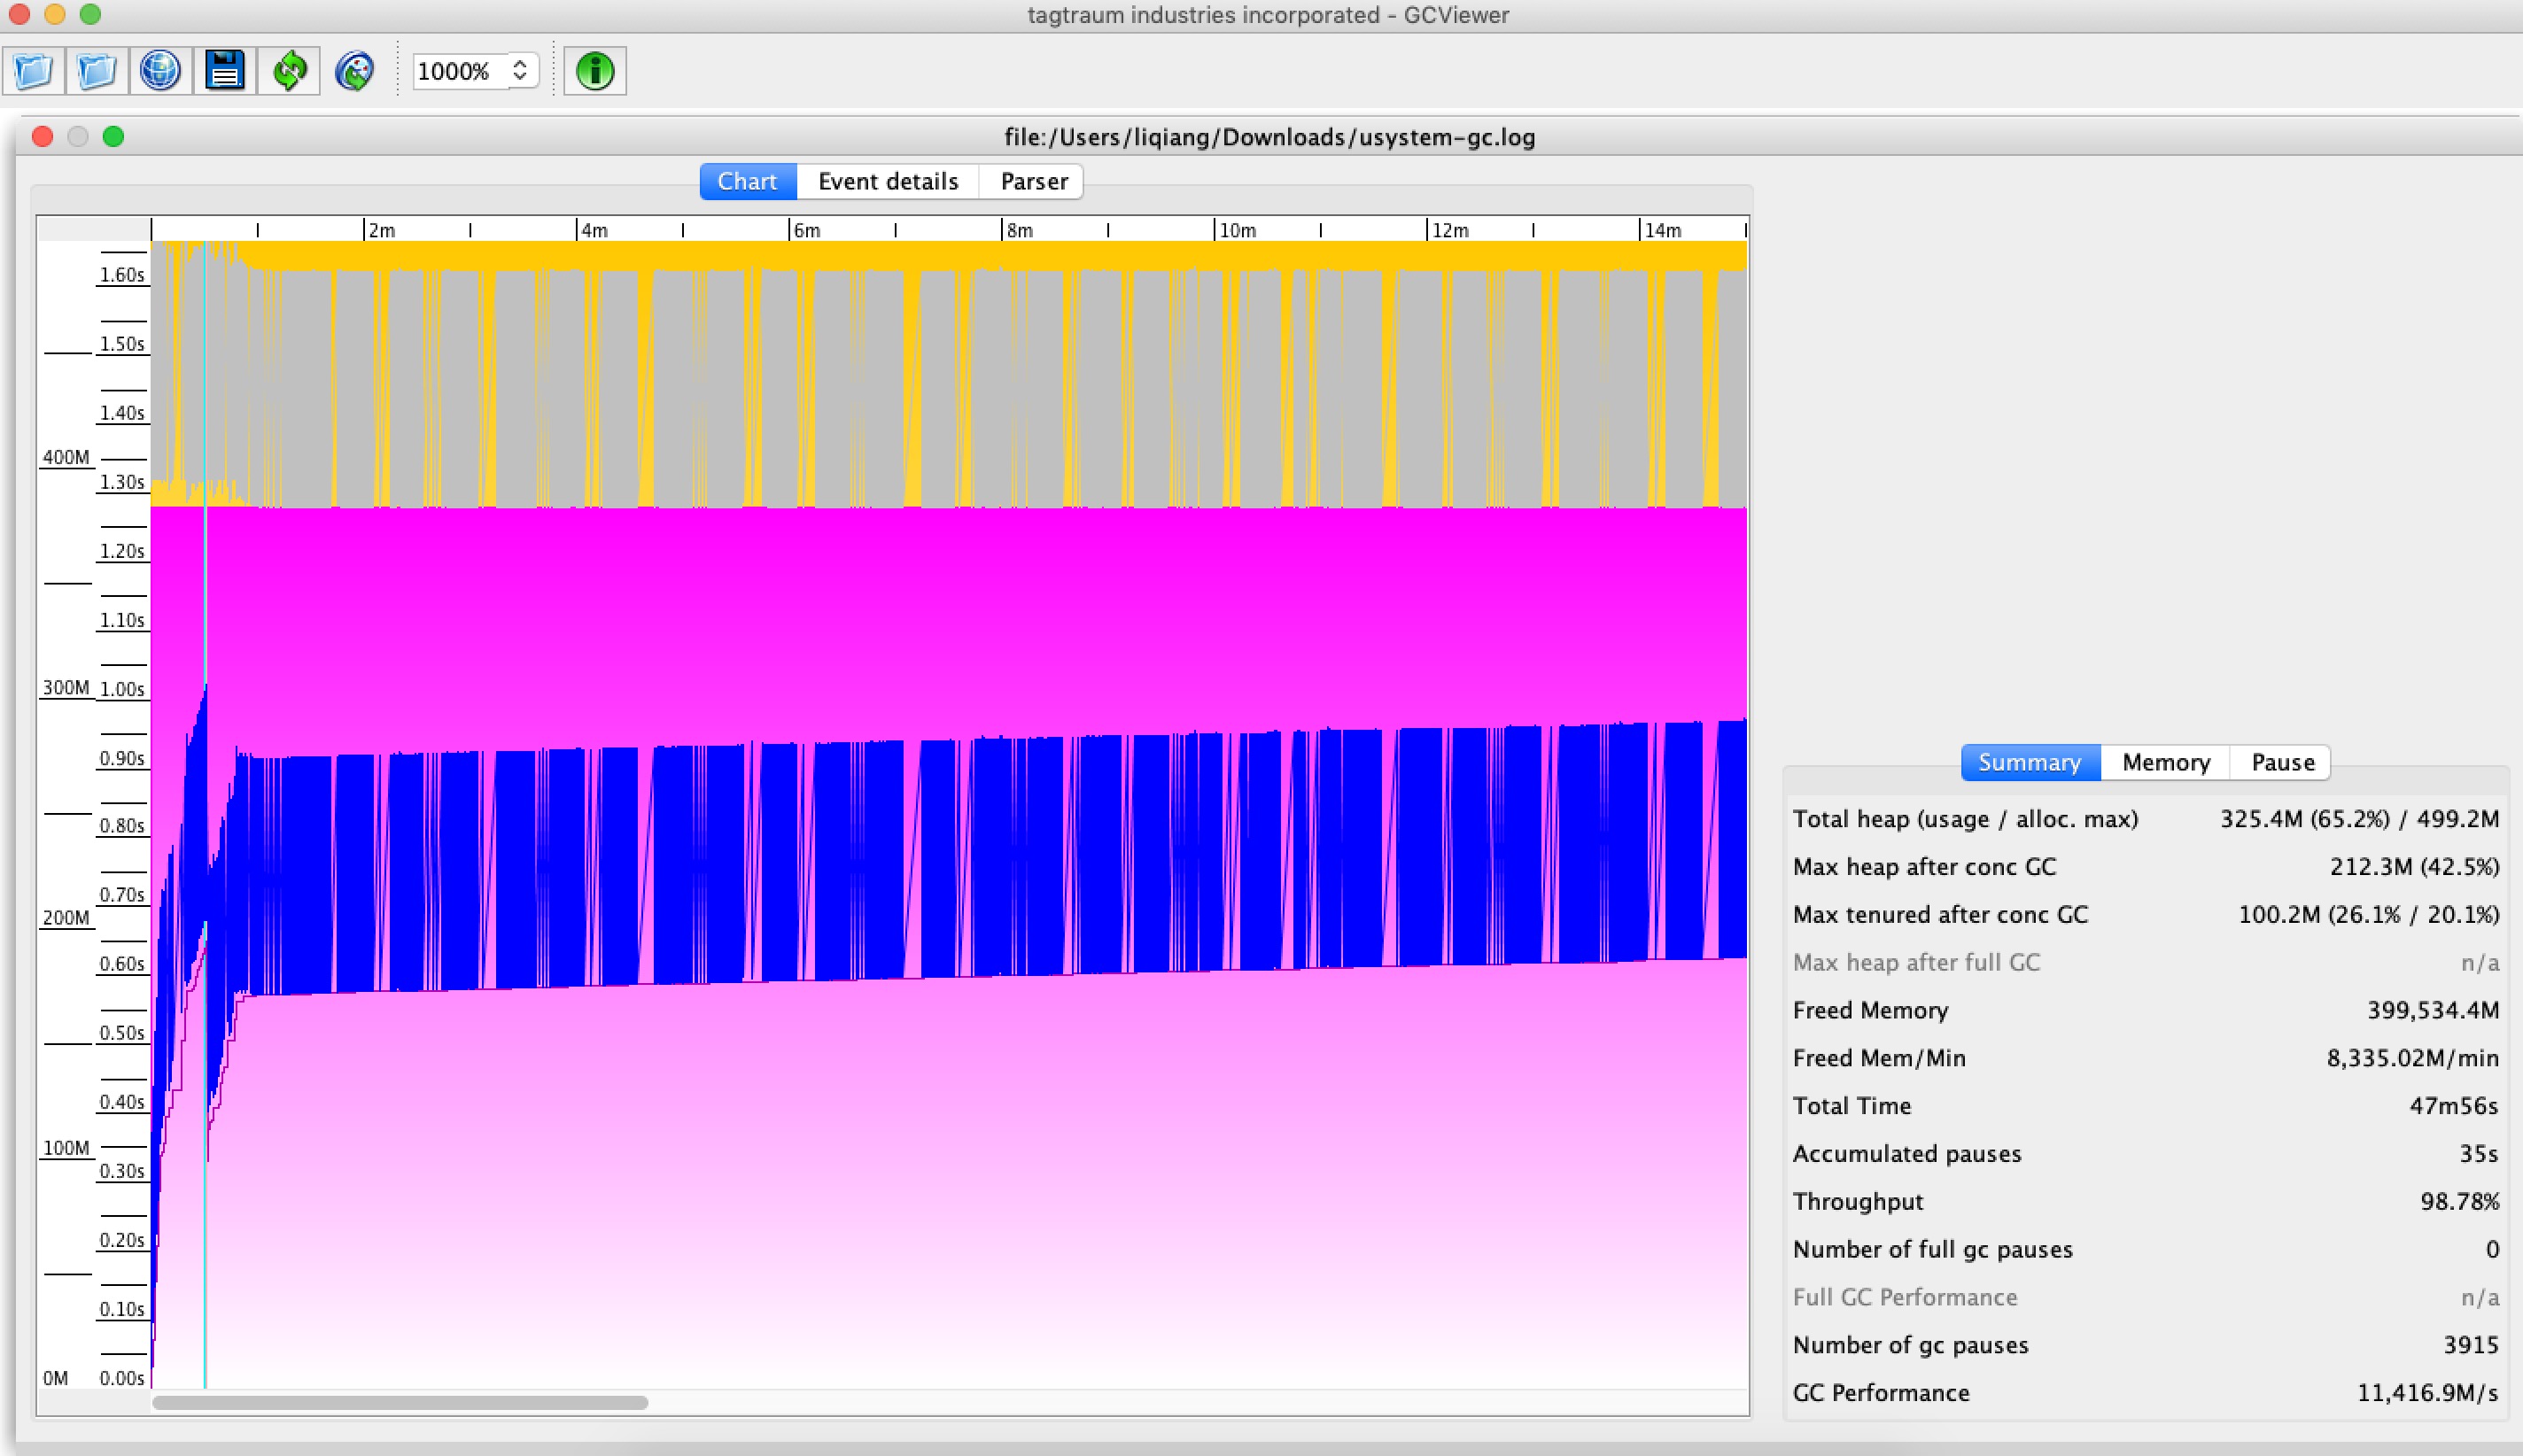 tagtraum industries incorporated - GCViewer
1000%
file:/Users/liqiang/Downloads/usystem-gc.log
Chart Event details Parser
2m 4m 6m 8m 10m 12m 14m
1.60s
1.50s
1.40s
400M
1.30s
1.20s
1.10s
300M 1.00s
0.90s
0.80s
0.70s
200M
0.60s
0.50s
0.40s
100M
0.30s
0.20s
0.10s
0M 0.00s
Summary Memory Pause
Total heap (usage / alloc. max) 325.4M (65.2%) / 499.2M
Max heap after conc GC 212.3M (42.5%)
Max tenured after conc GC 100.2M (26.1% / 20.1%)
Max heap after full GC n/a
Freed Memory 399,534.4M
Freed Mem/Min 8,335.02M/min
Total Time 47m56s
Accumulated pauses 35s
Throughput 98.78%
Number of full gc pauses 0
Full GC Performance n/a
Number of gc pauses 3915
GC Performance 11,416.9M/s